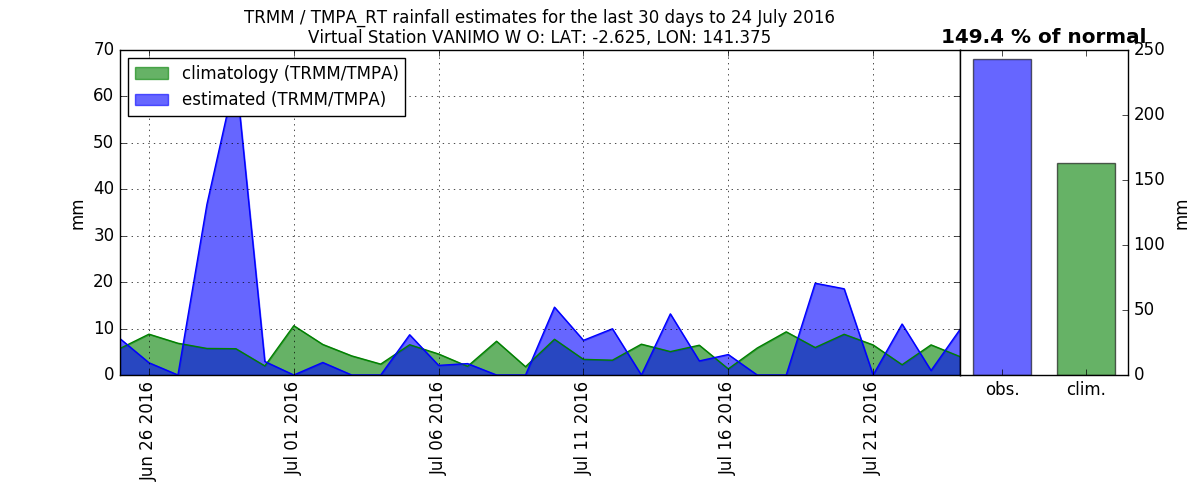 TRMM / TMPA_RT rainfall estimates for the last 30 days to 24 July 2016
Virtual Station VANIMO W O: LAT: -2.625, LON: 141.375
149.4 % of normal
climatology (TRMM/TMPA)
estimated (TRMM/TMPA)
70
60
50
40
30
20
10
0
mm
Jun 26 2016
Jul 01 2016
Jul 06 2016
Jul 11 2016
Jul 16 2016
Jul 21 2016
obs.
clim.
250
200
150
100
50
0
mm